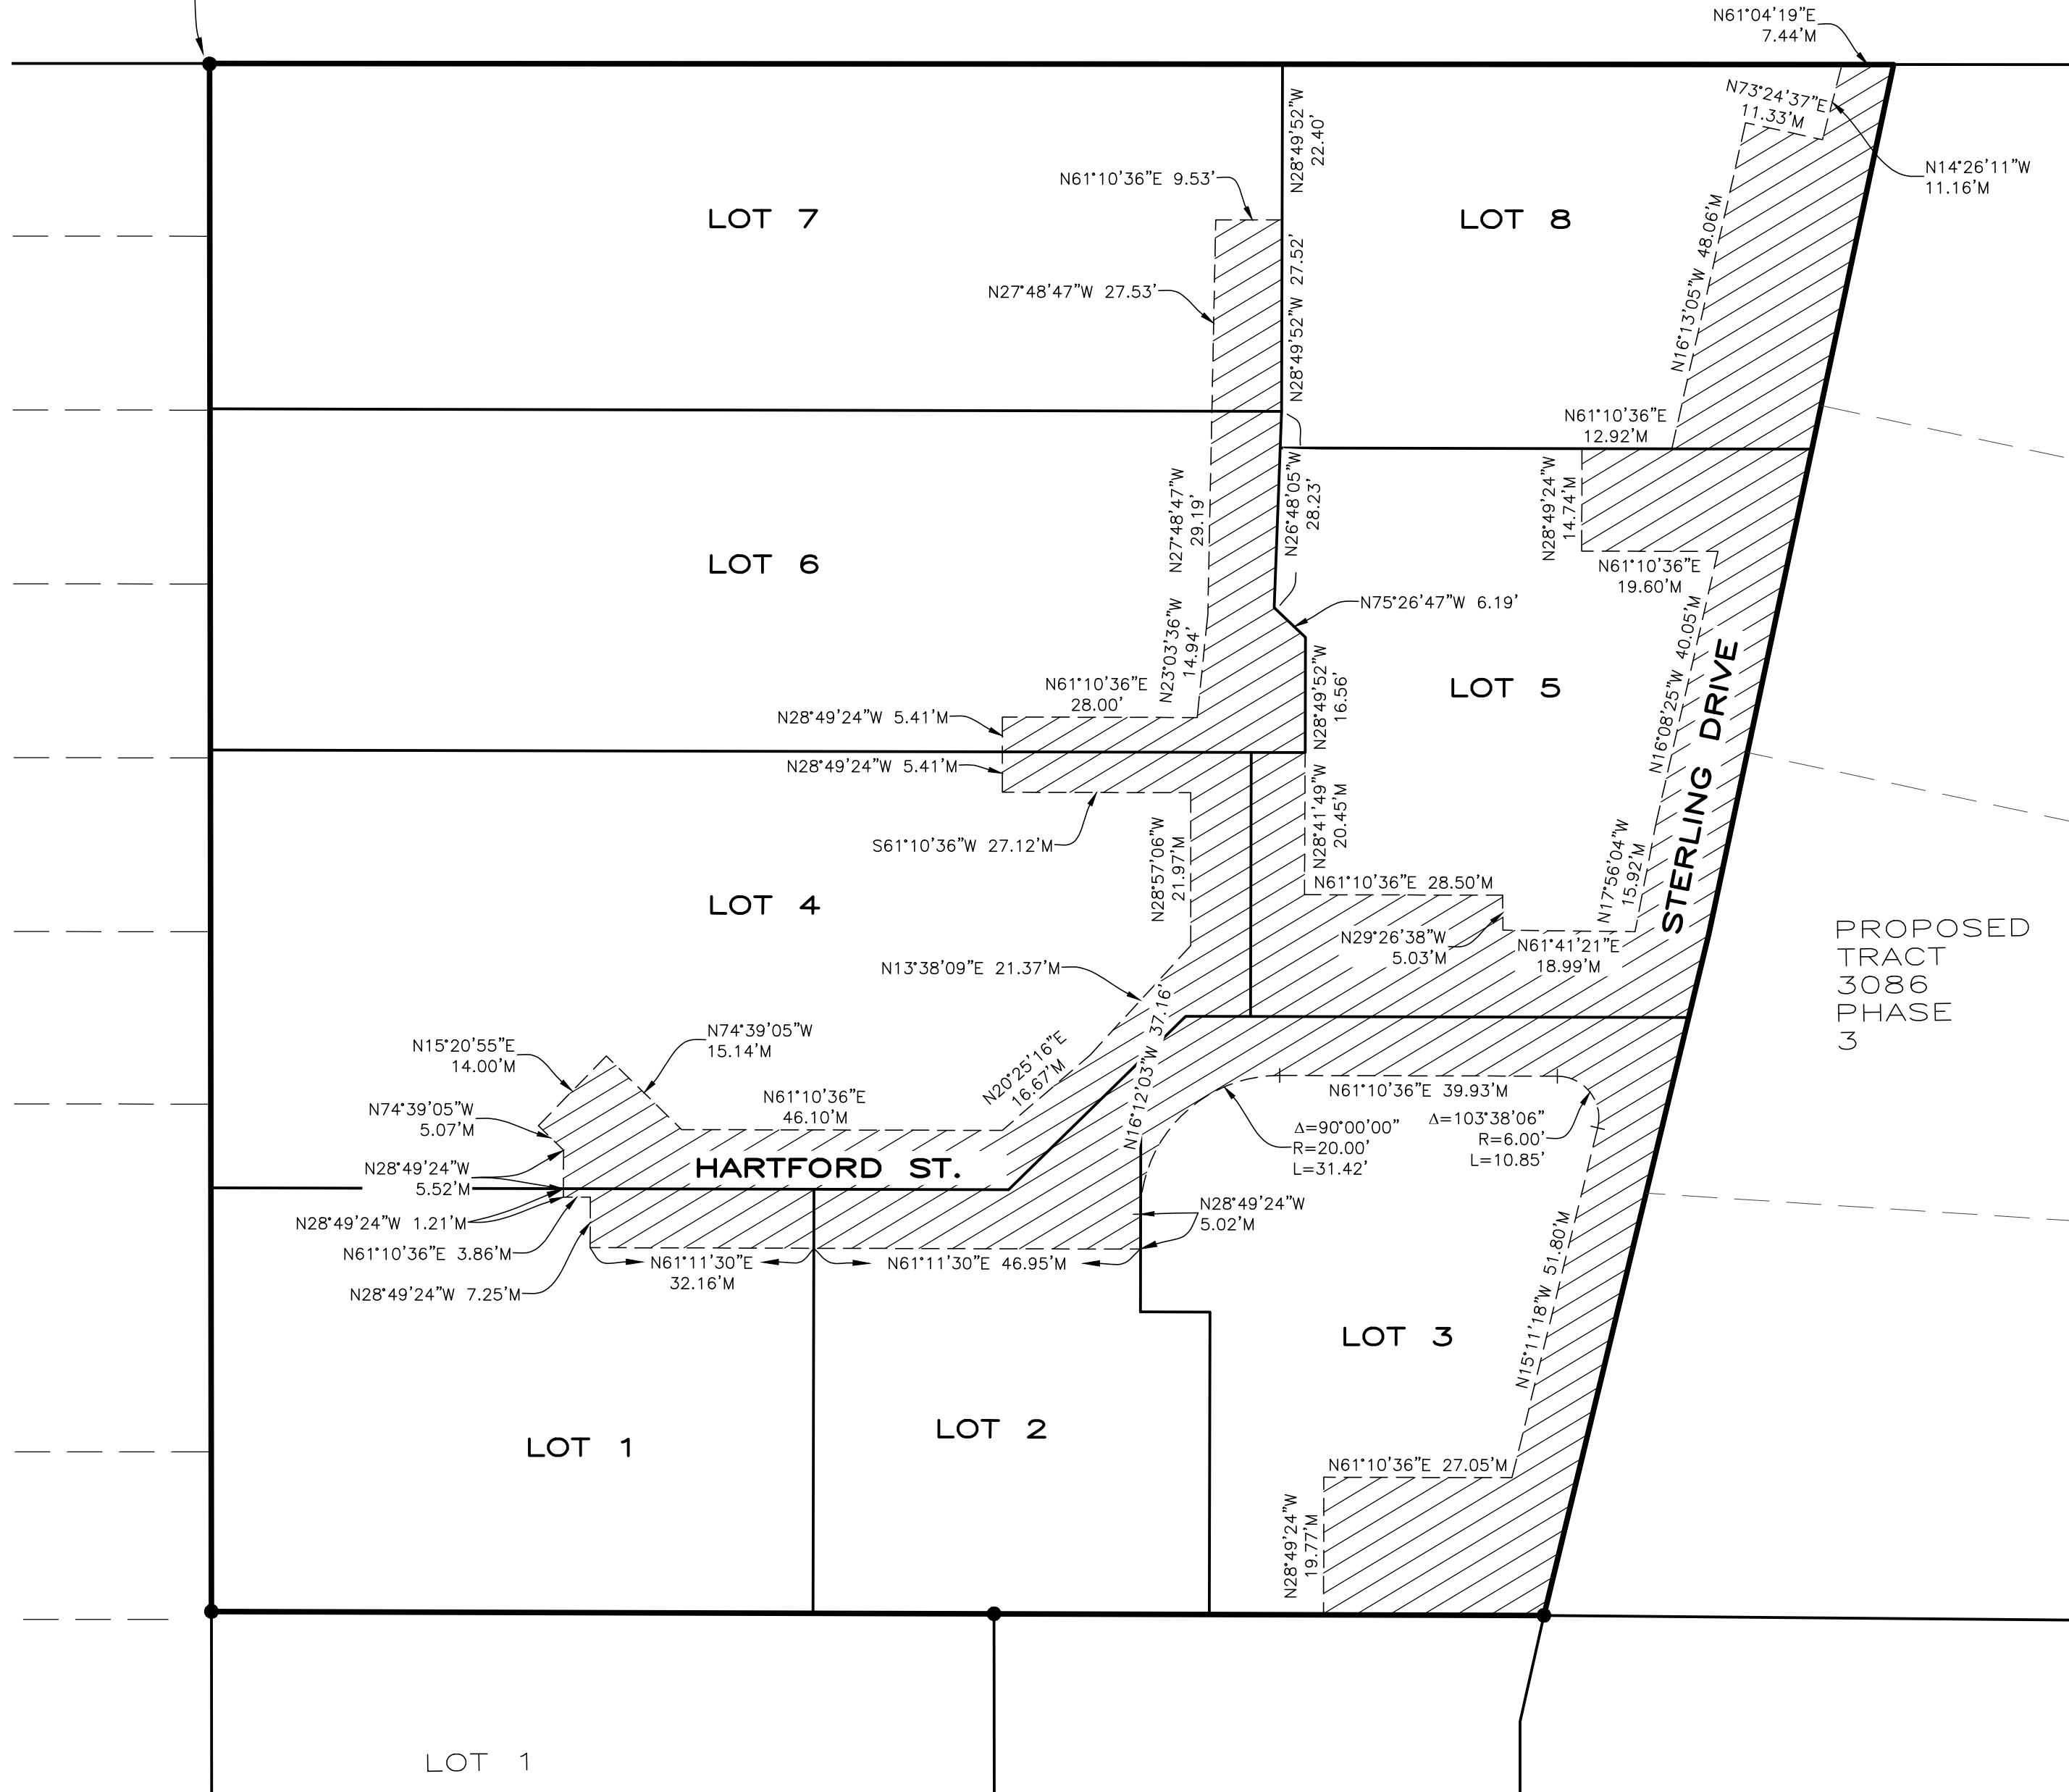 N61°04'19"E
7.44'M
N73°24'37"E
11.33'M
N14°26'11"W
11.16'M
N28°49'52"W
22.40'
N61°10'36"E 9.53'
LOT 7
LOT 8
N16°13'05"W 48.06'M
N27°48'47"W 27.53'
N28°49'52"W 27.52'
N61°10'36"E
12.92'M
N28°49'24"W
14.74'M
N26°48'05"W
28.23'
N27°48'47"W
29.19'
LOT 6
N61°10'36"E
19.60'M
N75°26'47"W 6.19'
N23°03'36"W
14.94'
N16°08'25"W 40.05'M
STERLING DRIVE
N28°49'52"W
16.56'
LOT 5
N61°10'36"E
28.00'
N28°49'24"W 5.41'M
N28°49'24"W 5.41'M
S61°10'36"W 27.12'M
N28°57'06"W
21.97'M
N28°41'49"W
20.45'M
N17°56'04"W
15.92'M
N61°10'36"E 28.50'M
LOT 4
N29°26'38"W
5.03'M
N61°41'21"E
18.99'M
PROPOSED
TRACT
3086
PHASE
3
N13°38'09"E 21.37'M
N16°12'03"W 37.16'
N20°25'16"E
16.67'M
N74°39'05"W
15.14'M
N15°20'55"E
14.00'M
N74°39'05"W
5.07'M
N61°10'36"E
46.10'M
N61°10'36"E 39.93'M
Δ=90°00'00"
R=20.00'
L=31.42'
Δ=103°38'06"
R=6.00'
L=10.85'
HARTFORD ST.
N28°49'24"W
5.52'M
N28°49'24"W 1.21'M
N61°10'36"E 3.86'M
N28°49'24"W 7.25'M
N28°49'24"W
5.02'M
N61°11'30"E
32.16'M
N61°11'30"E 46.95'M
N15°11'18"W 51.80'M
LOT 3
LOT 2
LOT 1
N61°10'36"E 27.05'M
N28°49'24"W
19.77'M
LOT 1